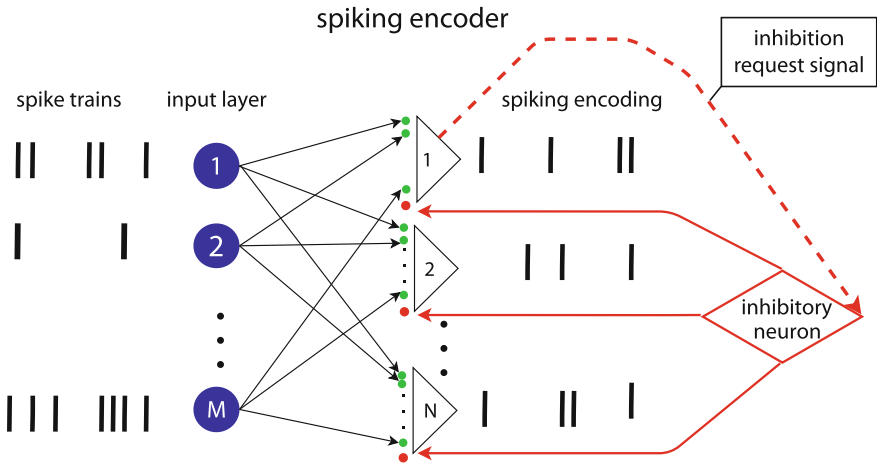 spiking encoder
inhibition
request signal
spike trains
input layer
spiking encoding
1
1
2
2
inhibitory
neuron
M
N